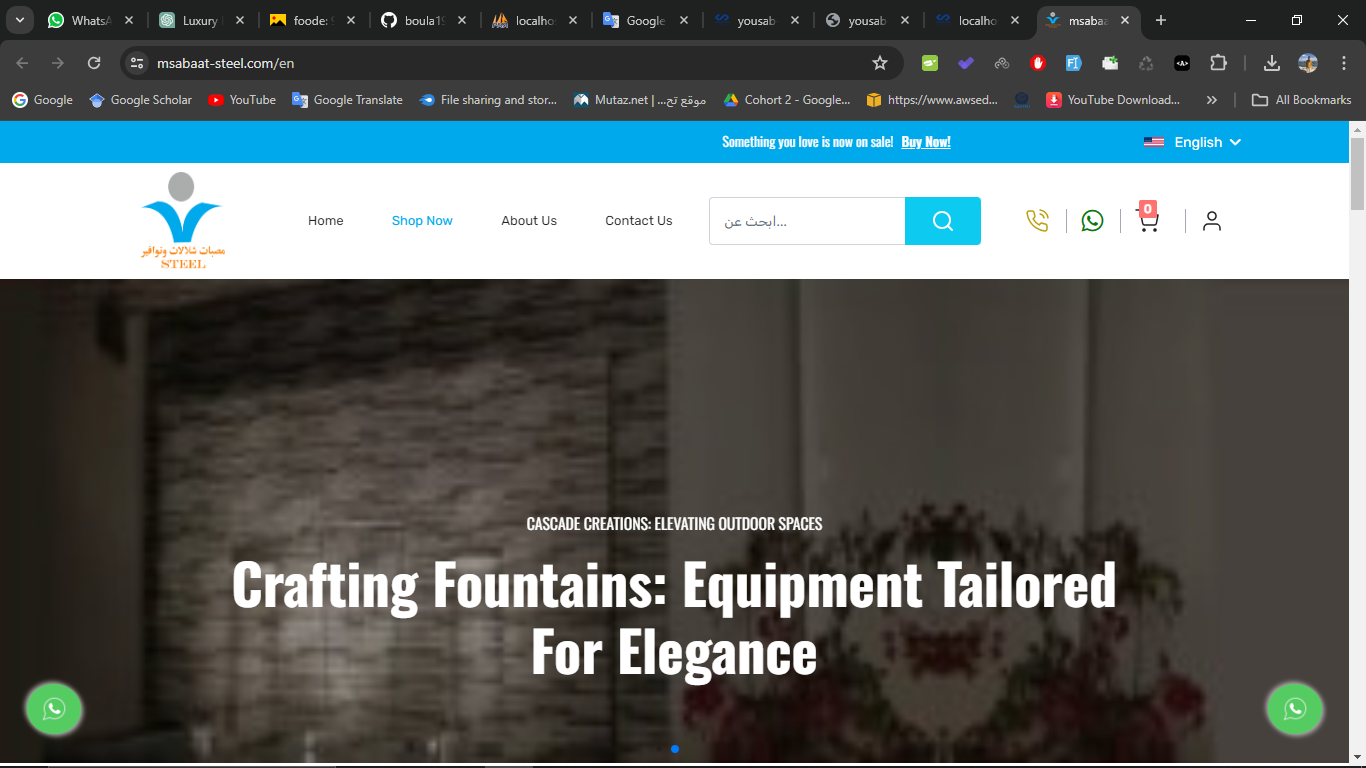 WhatsA
Luxury
foode: S
boula19
localho
Google
yousab
yousab
localho
msabaa
msabaat-steel.com/en
Google
Google Scholar
YouTube
Google Translate
File sharing and stor...
Mutaz.net | موقع تح...
Cohort 2 - Google...
https://www.awsed...
YouTube Download...
All Bookmarks
Something you love is now on sale! Buy Now!
English
مصبات شلالات ونوافير
STEEL
Home
Shop Now
About Us
Contact Us
ابحث عن...
0
CASCADE CREATIONS: ELEVATING OUTDOOR SPACES
Crafting Fountains: Equipment Tailored
For Elegance